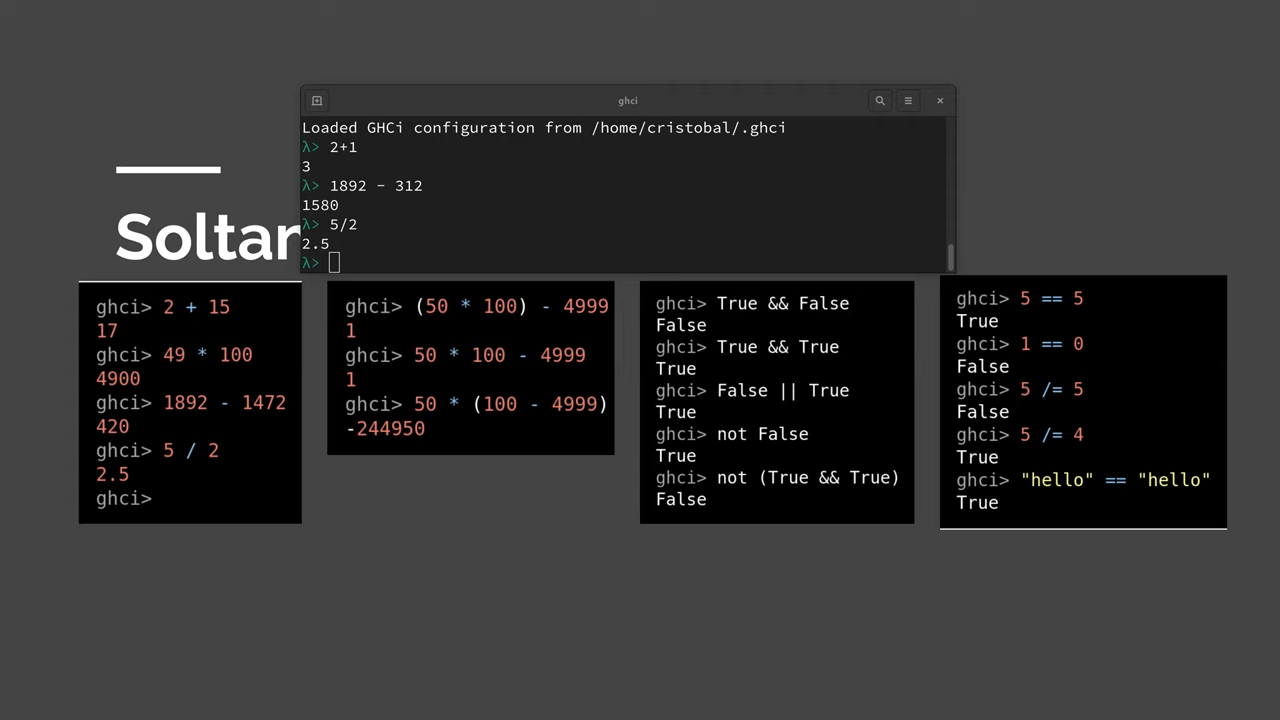 ghci
Loaded GHCi configuration from /home/cristobal/.ghci
λ> 2+1
3
λ> 1892 - 312
1580
λ> 5/2
2.5
λ>
Soltar
ghci> 2 + 15
17
ghci> 49 * 100
4900
ghci> 1892 - 1472
420
ghci> 5 / 2
2.5
ghci>
ghci> (50 * 100) - 4999
1
ghci> 50 * 100 - 4999
1
ghci> 50 * (100 - 4999)
-244950
ghci> True && False
False
ghci> True && True
True
ghci> False || True
True
ghci> not False
True
ghci> not (True && True)
False
ghci> 5 == 5
True
ghci> 1 == 0
False
ghci> 5 /= 5
False
ghci> 5 /= 4
True
ghci> "hello" == "hello"
True